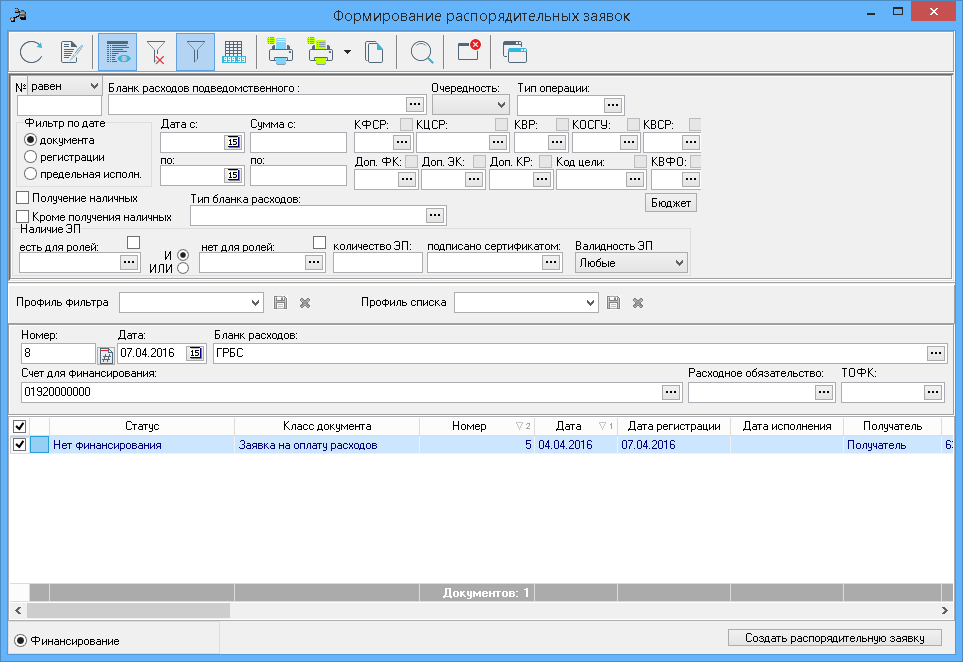 Формирование распорядительных заявок
№ равен Бланк расходов подведомственного : Очередность: Тип операции:
Фильтр по дате Дата с: Сумма с: КФСР: КЦСР: КВР: КОСГУ: КВСР:
документа 15
регистрации по: по: Доп. ФК: Доп. ЭК: Доп. КР: Код цели: КВФО:
предельная исполн. 15
Получение наличных Тип бланка расходов: Бюджет
Кроме получения наличных
Наличие ЭП
есть для ролей: И нет для ролей: количество ЭП: подписано сертификатом: Валидность ЭП
ИЛИ Любые
Профиль фильтра Профиль списка
Номер: Дата: Бланк расходов:
8 # 07.04.2016 15 ГРБС
Счет для финансирования: Расходное обязательство: ТОФК:
01920000000
Статус Класс документа Номер 2 Дата 1 Дата регистрации Дата исполнения Получатель
Нет финансирования Заявка на оплату расходов 5 04.04.2016 07.04.2016 Получатель
Документов: 1
Финансирование Создать распорядительную заявку